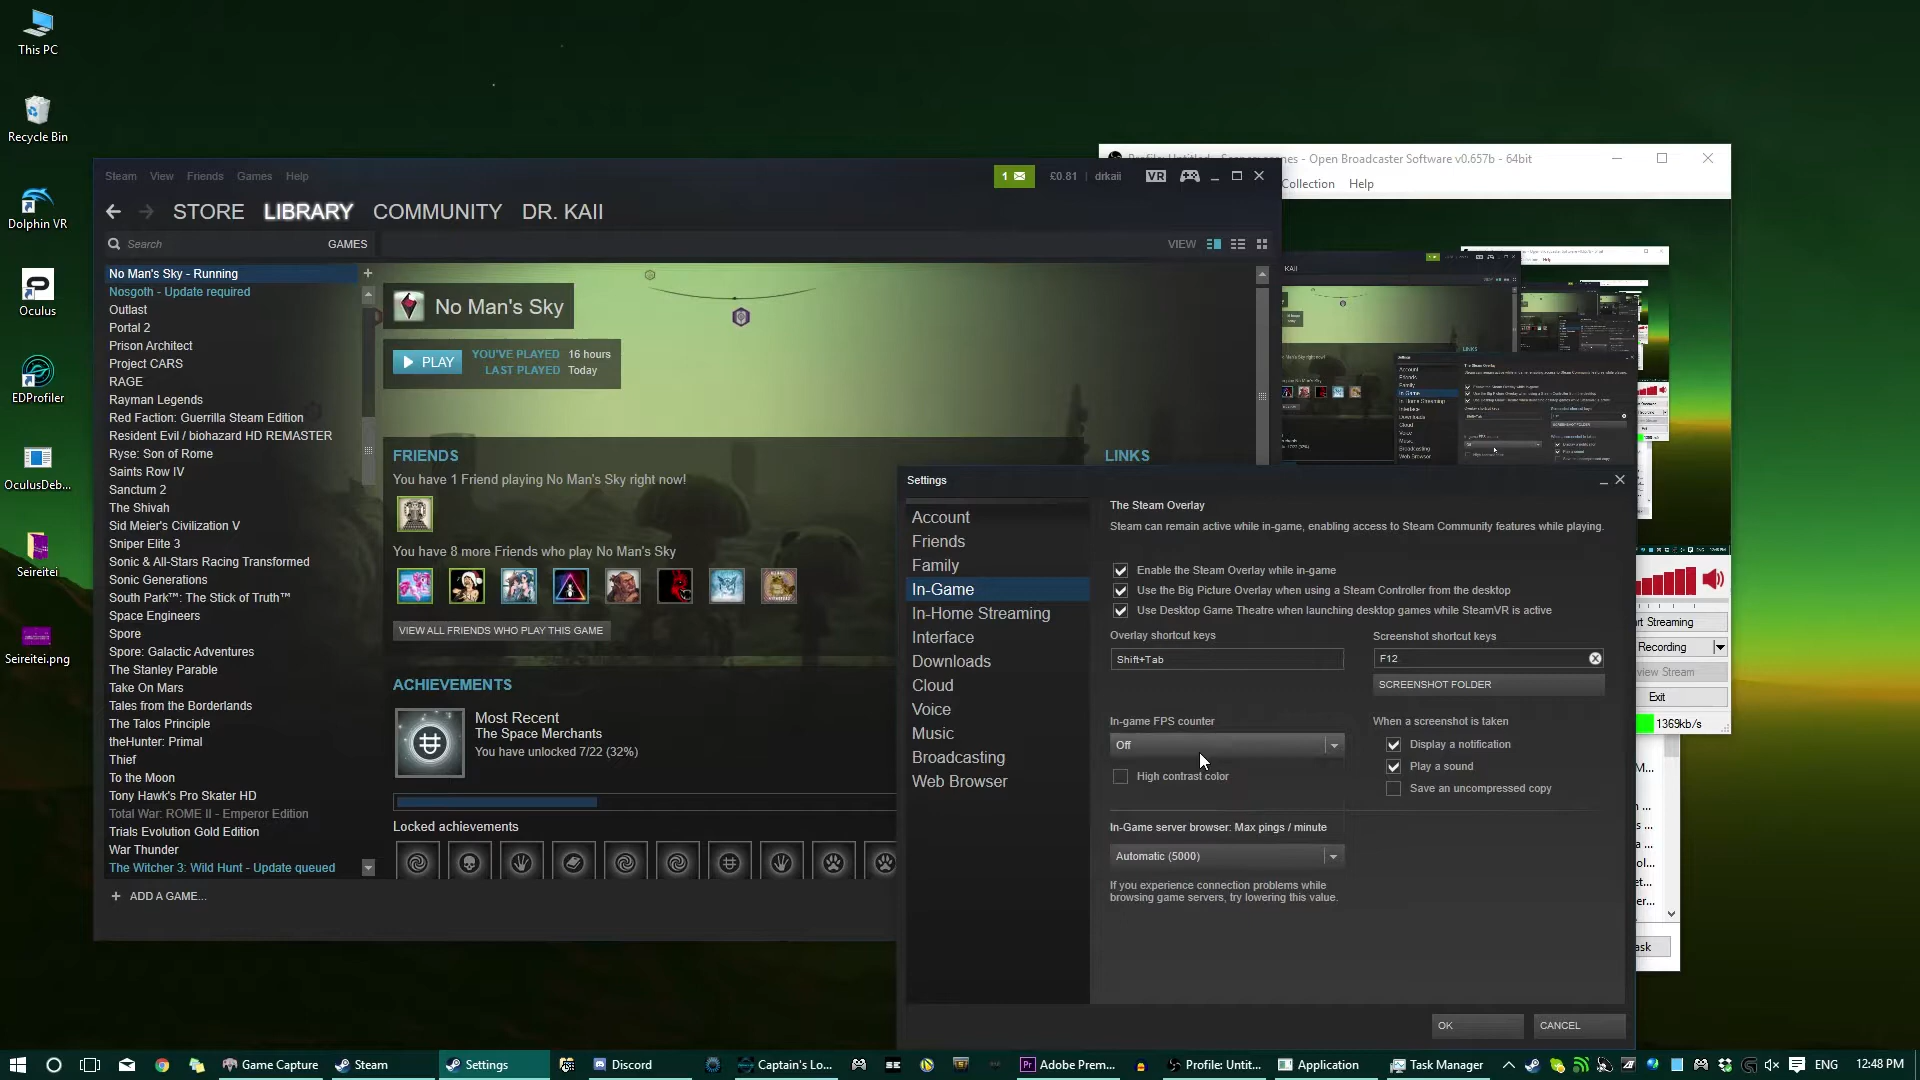 This PC
Recycle Bin
Dolphin VR
Oculus
EDProfiler
OculusDeb...
Seireitei
Seireitei.png
Steam View Friends Games Help
1 £0.81 | drkaii VR
STORE LIBRARY COMMUNITY DR. KAII
Search GAMES VIEW
No Man's Sky - Running
Nosgoth - Update required
Outlast
Portal 2
Prison Architect
Project CARS
RAGE
Rayman Legends
Red Faction: Guerrilla Steam Edition
Resident Evil / biohazard HD REMASTER
Ryse: Son of Rome
Saints Row IV
Sanctum 2
The Shivah
Sid Meier's Civilization V
Sniper Elite 3
Sonic & All-Stars Racing Transformed
Sonic Generations
South Park™: The Stick of Truth™
Space Engineers
Spore
Spore: Galactic Adventures
The Stanley Parable
Take On Mars
Tales from the Borderlands
The Talos Principle
theHunter: Primal
Thief
To the Moon
Tony Hawk's Pro Skater HD
Total War: ROME II - Emperor Edition
Trials Evolution Gold Edition
War Thunder
The Witcher 3: Wild Hunt - Update queued
+ ADD A GAME...
No Man's Sky
PLAY
YOU'VE PLAYED 16 hours
LAST PLAYED Today
FRIENDS
You have 1 Friend playing No Man's Sky right now!
You have 8 more Friends who play No Man's Sky
VIEW ALL FRIENDS WHO PLAY THIS GAME
ACHIEVEMENTS
Most Recent
The Space Merchants
You have unlocked 7/22 (32%)
Locked achievements
LINKS
- Open Broadcaster Software v0.657b - 64bit
Collection Help
Settings
Account
Friends
Family
In-Game
In-Home Streaming
Interface
Downloads
Cloud
Voice
Music
Broadcasting
Web Browser
The Steam Overlay
Steam can remain active while in-game, enabling access to Steam Community features while playing.
Enable the Steam Overlay while in-game
Use the Big Picture Overlay when using a Steam Controller from the desktop
Use Desktop Game Theatre when launching desktop games while SteamVR is active
Overlay shortcut keys
Shift+Tab
Screenshot shortcut keys
F12
SCREENSHOT FOLDER
In-game FPS counter
Off
High contrast color
When a screenshot is taken
Display a notification
Play a sound
Save an uncompressed copy
In-Game server browser: Max pings / minute
Automatic (5000)
If you experience connection problems while
browsing game servers, try lowering this value.
OK CANCEL
rt Streaming
Recording
view Stream
Exit
1369kb/s
Game Capture Steam Settings Discord Captain's Lo... Adobe Prem... Profile: Untit... Application Task Manager ENG 12:48 PM